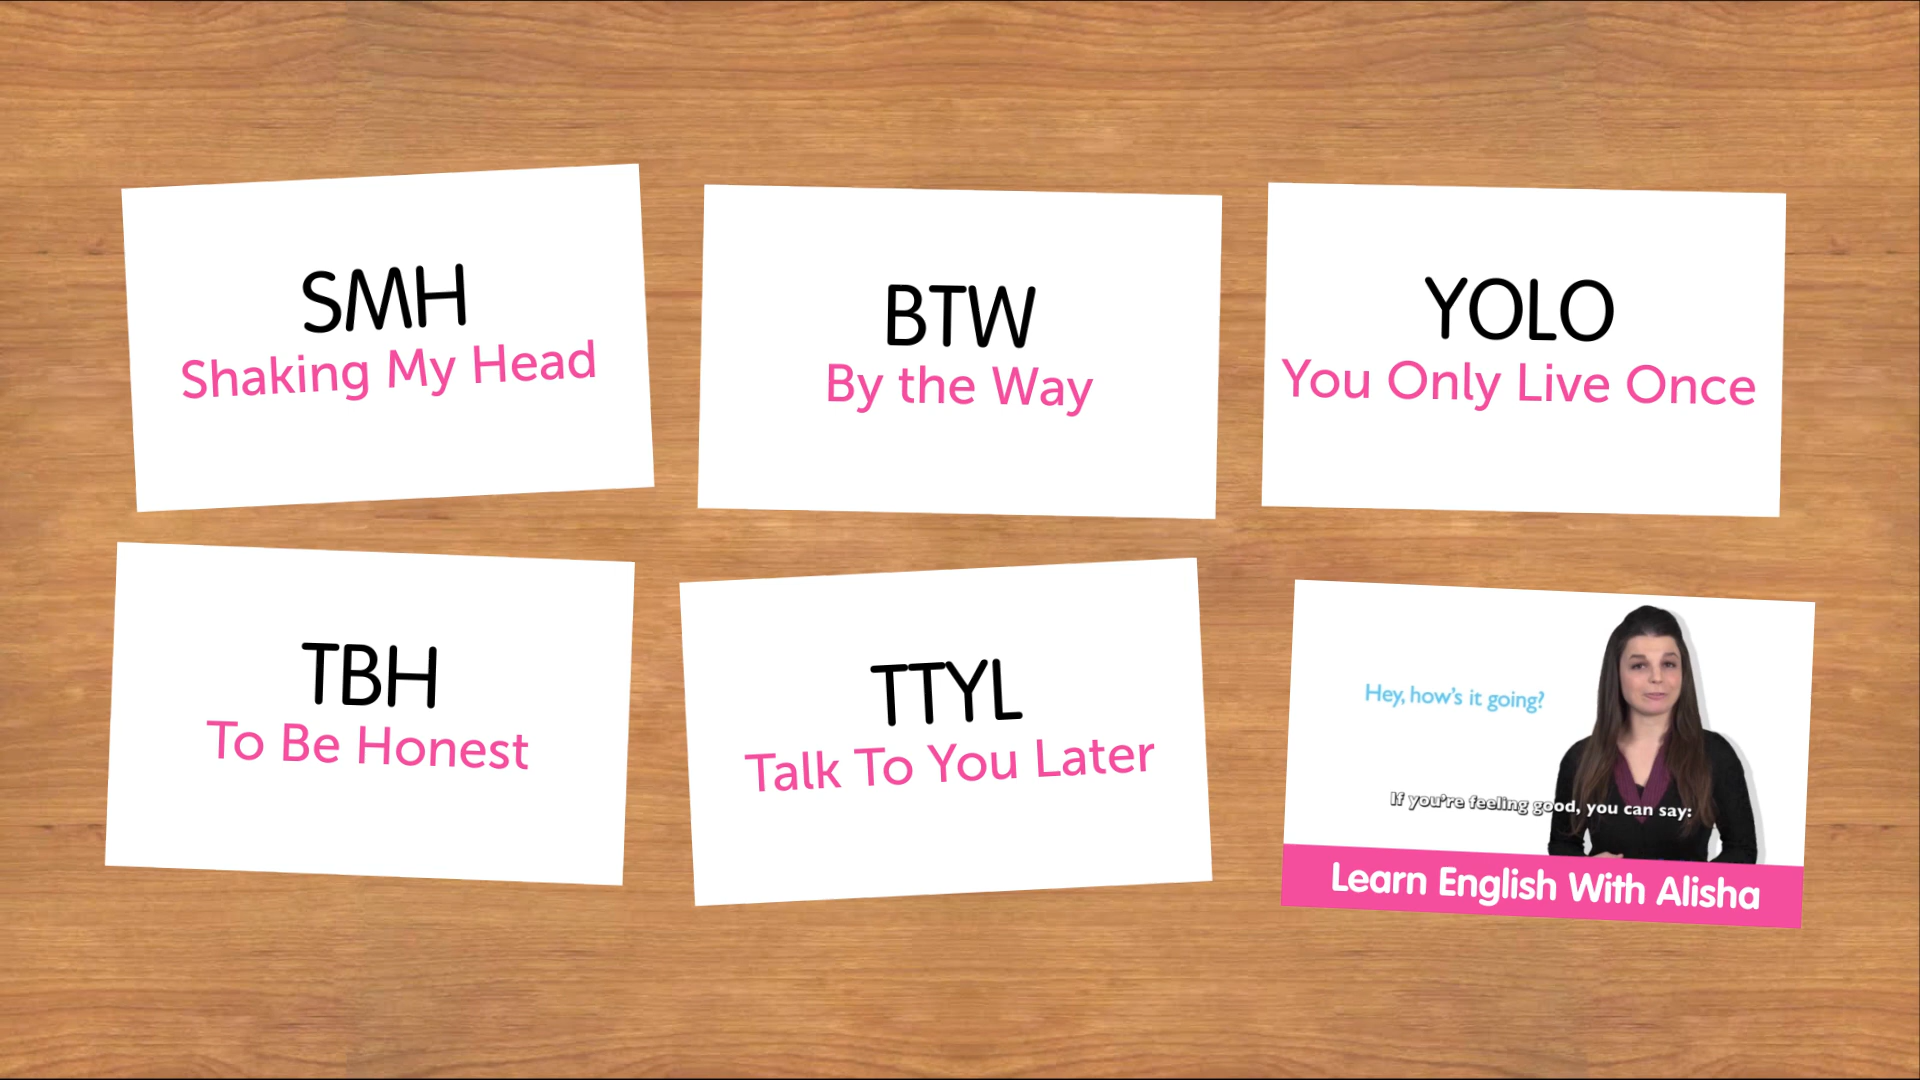 SMH
Shaking My Head
BTW
By the Way
YOLO
You Only Live Once
TBH
To Be Honest
TTYL
Talk To You Later
Hey, how's it going?
If you're feeling good, you can say:
Learn English With Alisha